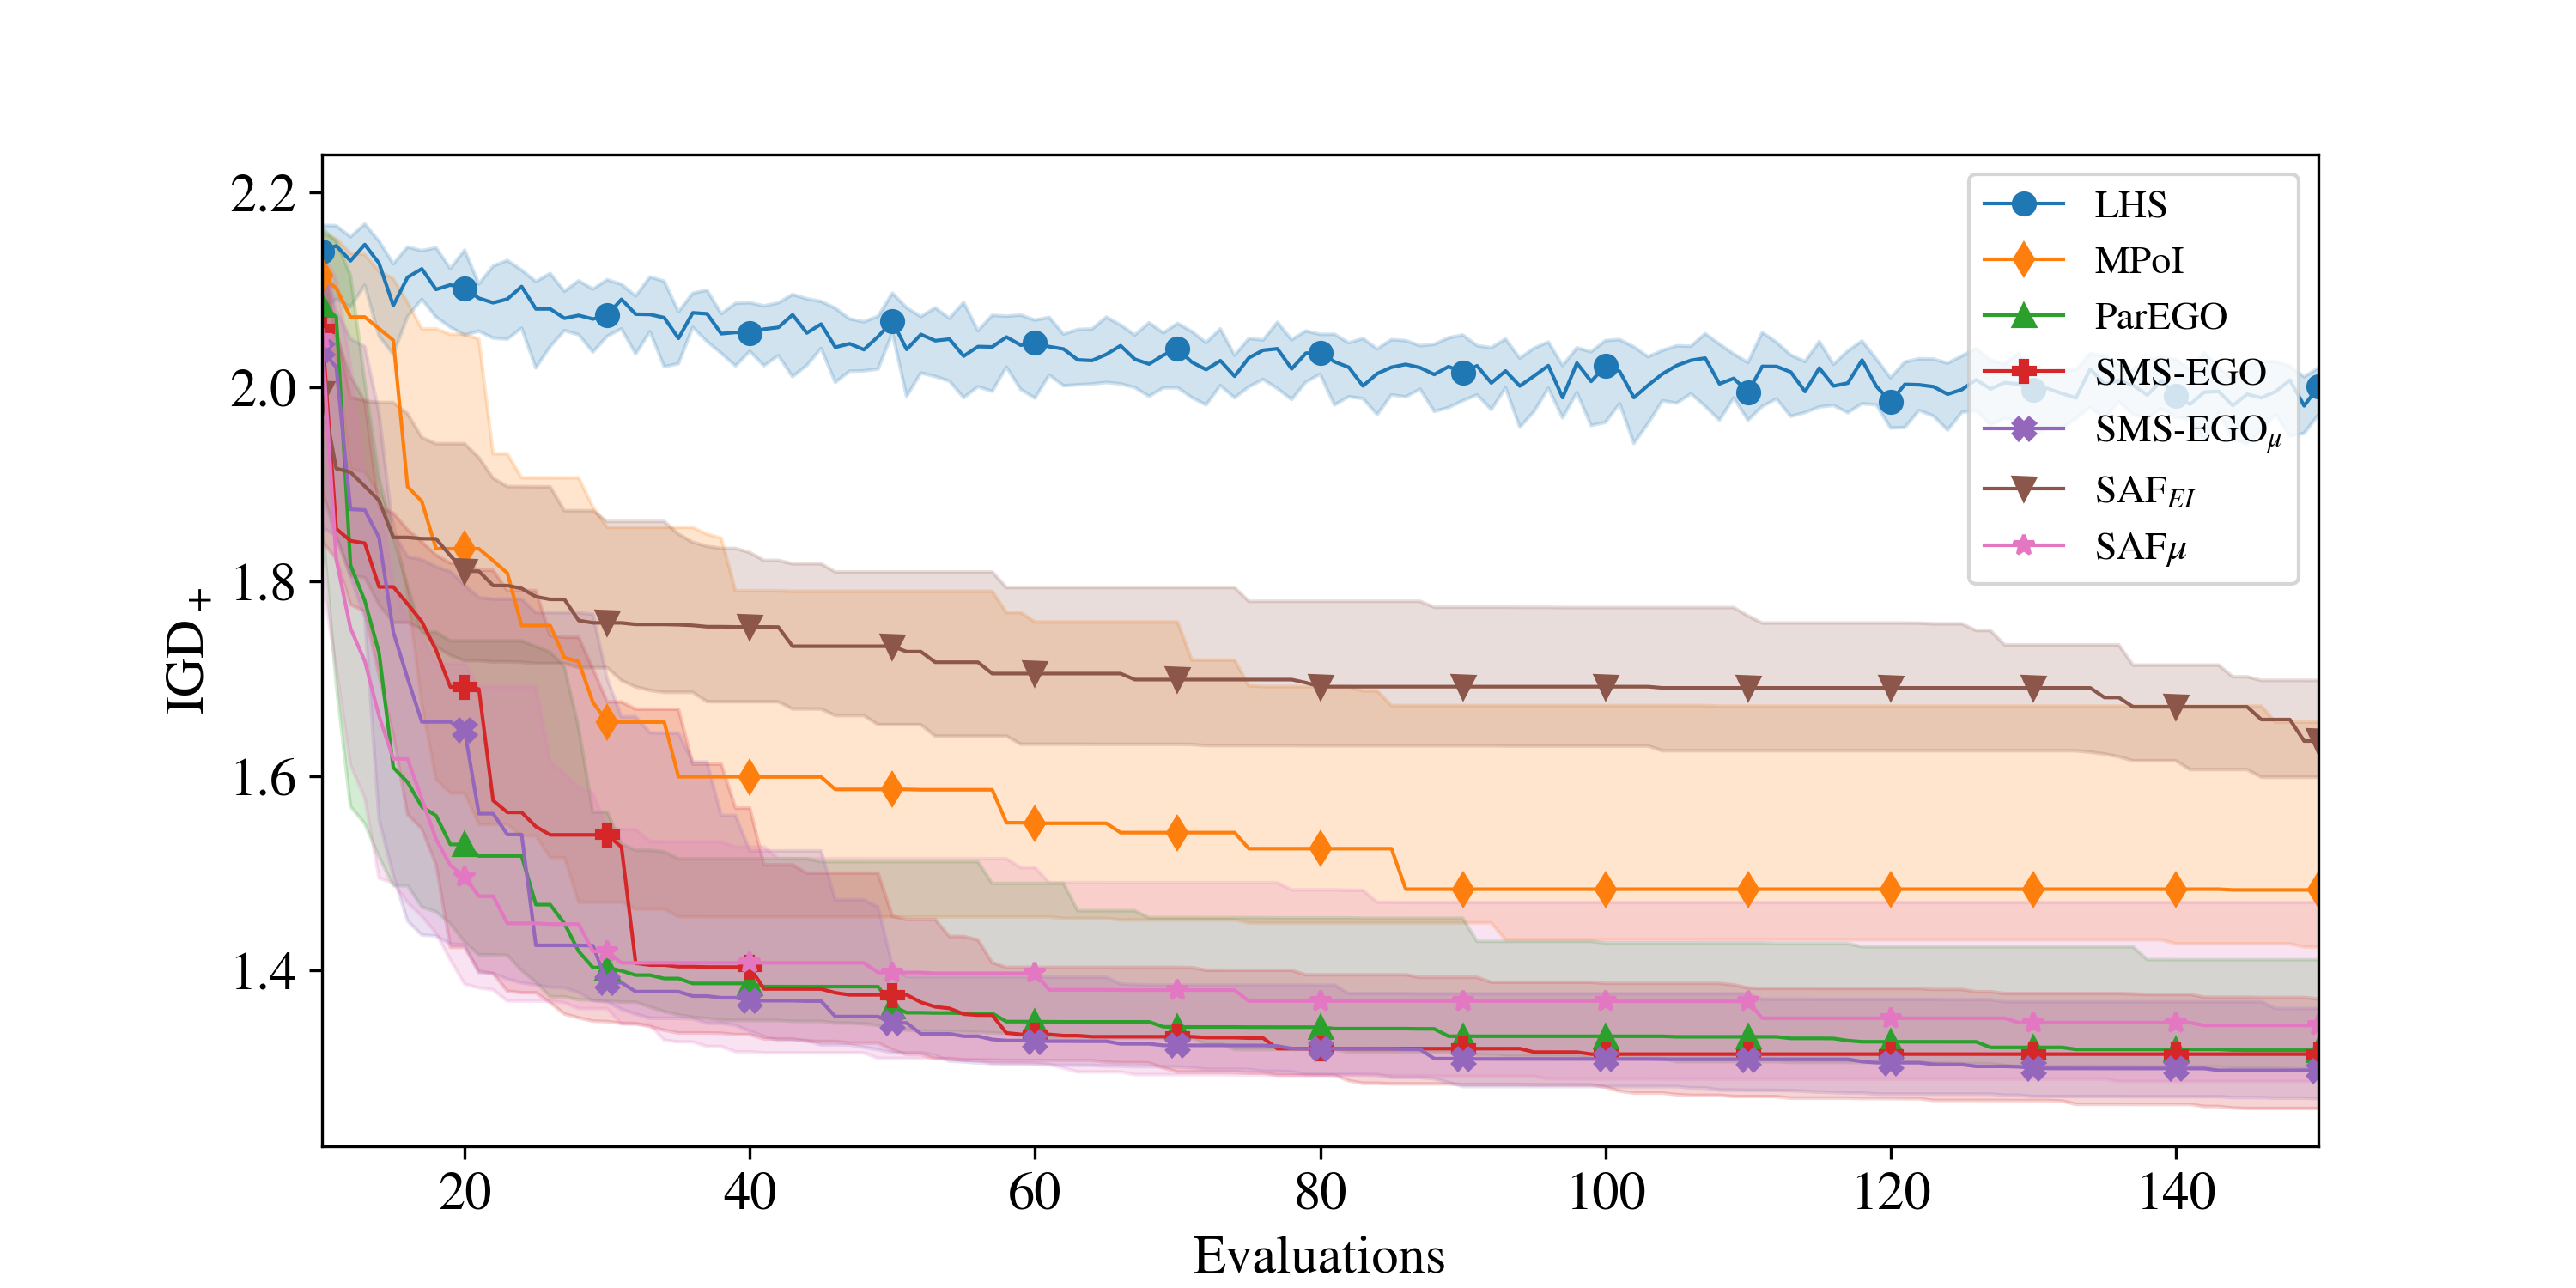 2.2
2.0
1.8
1.6
1.4
IGD+
20 40 60 80 100 120 140
Evaluations
LHS
MPoI
ParEGO
SMS-EGO
SMS-EGOμ
SAFEI
SAFμ